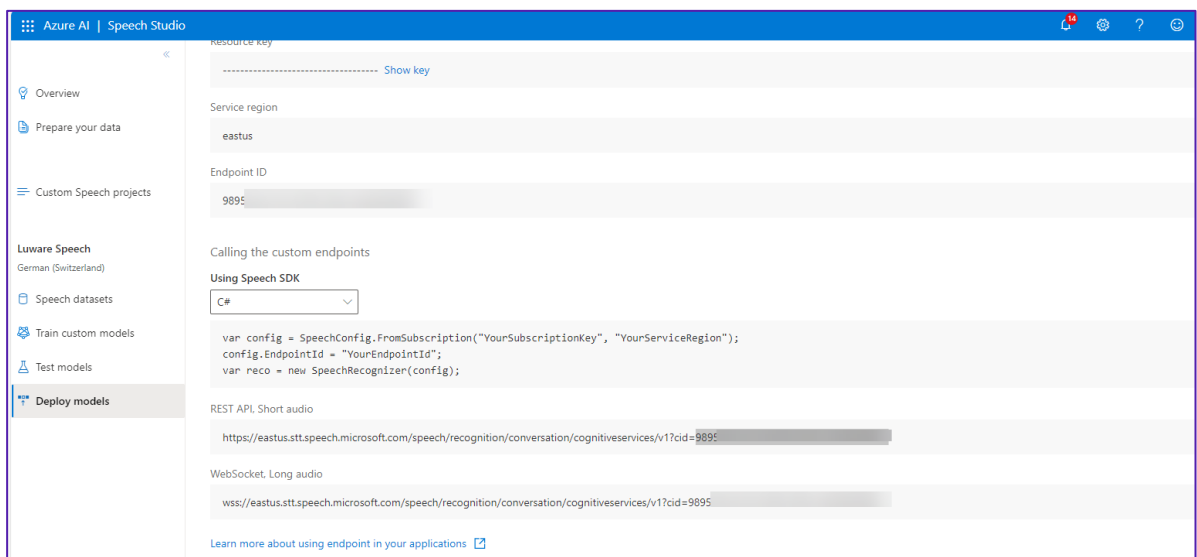 Azure AI | Speech Studio
14
Resource key
------------------------------------ Show key
Overview
Service region
Prepare your data
eastus
Endpoint ID
Custom Speech projects
9895
Luware Speech
Calling the custom endpoints
German (Switzerland)
Using Speech SDK
Speech datasets
C#
Train custom models
var config = SpeechConfig.FromSubscription("YourSubscriptionKey", "YourServiceRegion");
config.EndpointId = "YourEndpointId";
Test models
var reco = new SpeechRecognizer(config);
Deploy models
REST API, Short audio
https://eastus.stt.speech.microsoft.com/speech/recognition/conversation/cognitiveservices/v1?cid=9895
WebSocket, Long audio
wss://eastus.stt.speech.microsoft.com/speech/recognition/conversation/cognitiveservices/v1?cid=9895
Learn more about using endpoint in your applications